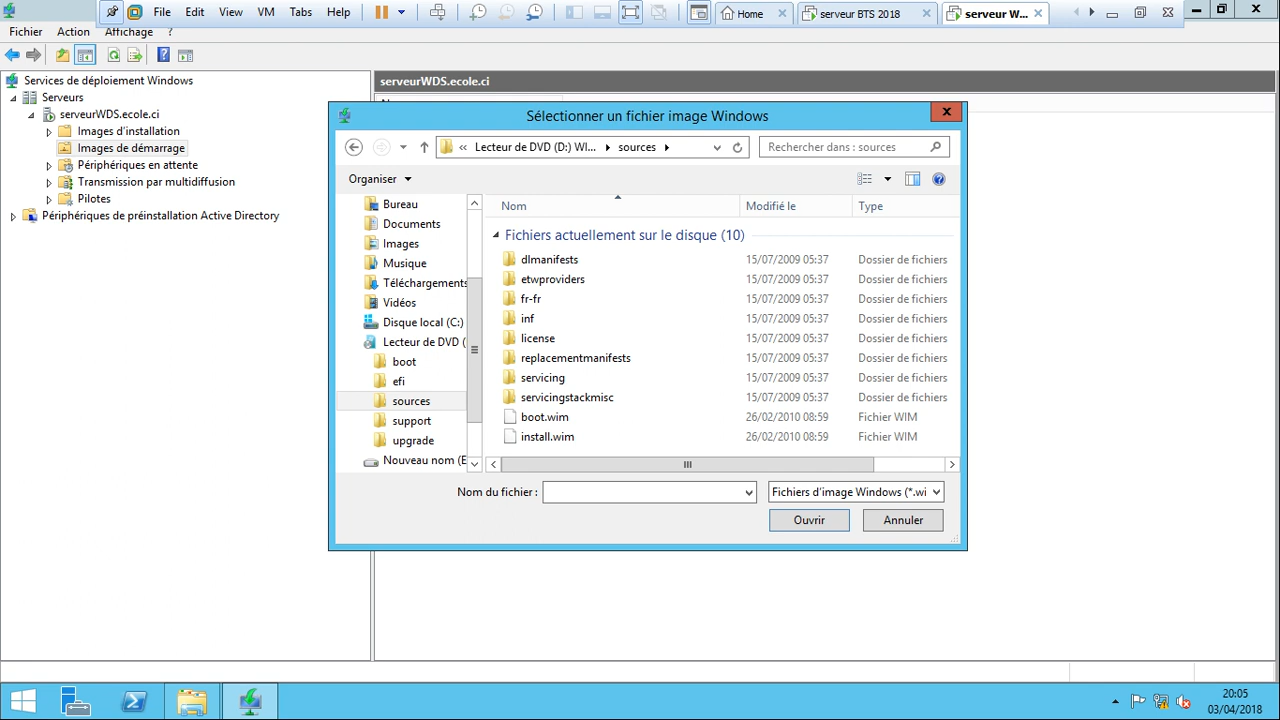 File Edit View VM Tabs Help Home serveur BTS 2018 serveur W...
Fichier Action Affichage ?
Services de déploiement Windows
Serveurs
serveurWDS.ecole.ci
Images d'installation
Images de démarrage
Périphériques en attente
Transmission par multidiffusion
Pilotes
Périphériques de préinstallation Active Directory
serveurWDS.ecole.ci
Sélectionner un fichier image Windows
« Lecteur de DVD (D:) WI... sources
Rechercher dans : sources
Organiser
Bureau
Documents
Images
Musique
Téléchargements
Vidéos
Disque local (C:)
Lecteur de DVD (
boot
efi
sources
support
upgrade
Nouveau nom (E
Nom Modifié le Type
Fichiers actuellement sur le disque (10)
dlmanifests 15/07/2009 05:37 Dossier de fichiers
etwproviders 15/07/2009 05:37 Dossier de fichiers
fr-fr 15/07/2009 05:37 Dossier de fichiers
inf 15/07/2009 05:37 Dossier de fichiers
license 15/07/2009 05:37 Dossier de fichiers
replacementmanifests 15/07/2009 05:37 Dossier de fichiers
servicing 15/07/2009 05:37 Dossier de fichiers
servicingstackmisc 15/07/2009 05:37 Dossier de fichiers
boot.wim 26/02/2010 08:59 Fichier WIM
install.wim 26/02/2010 08:59 Fichier WIM
Nom du fichier : Fichiers d'image Windows (*.wi
Ouvrir Annuler
20:05
03/04/2018